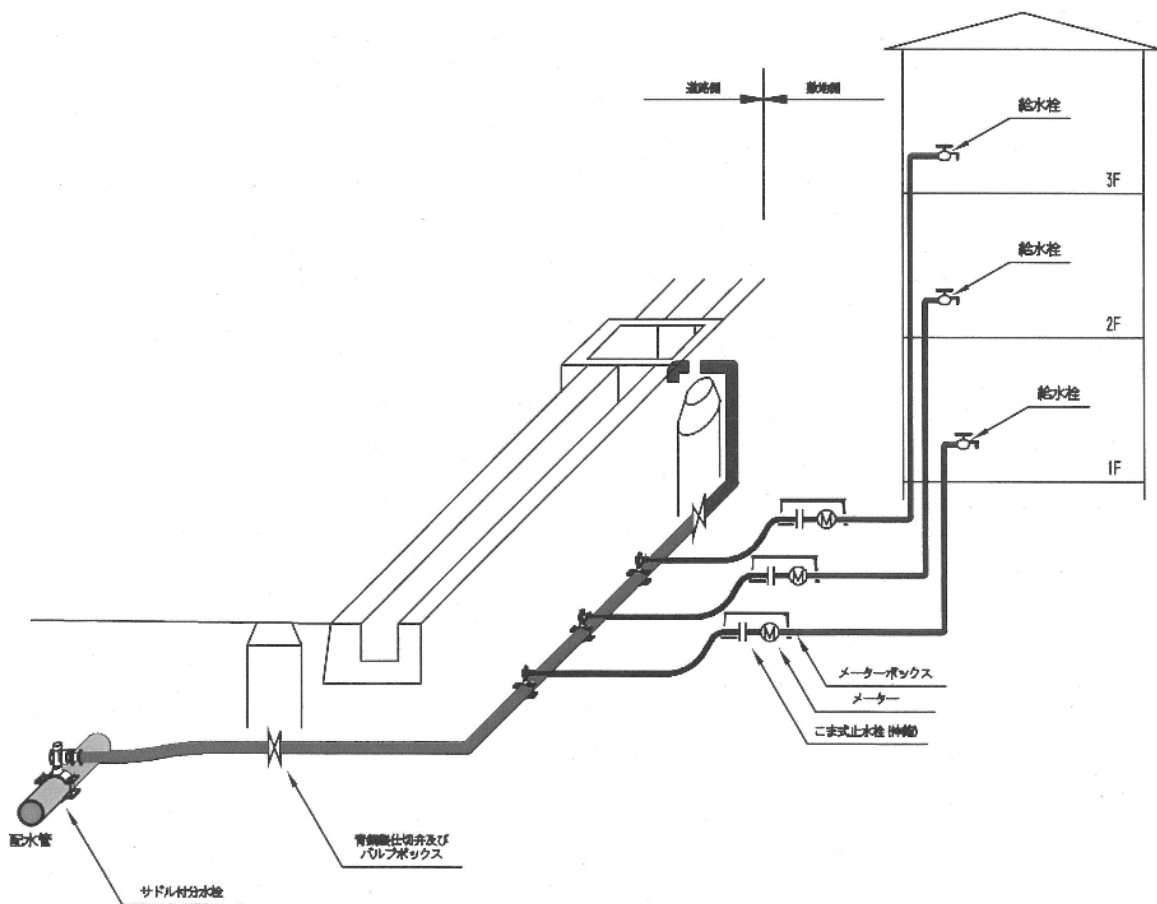 道路側
敷地側
給水栓
3F
給水栓
2F
給水栓
1F
M
M
M
メーターボックス
メーター
こま式止水栓(伸縮)
配水管
青銅製仕切弁及び
バルブボックス
サドル付分水栓